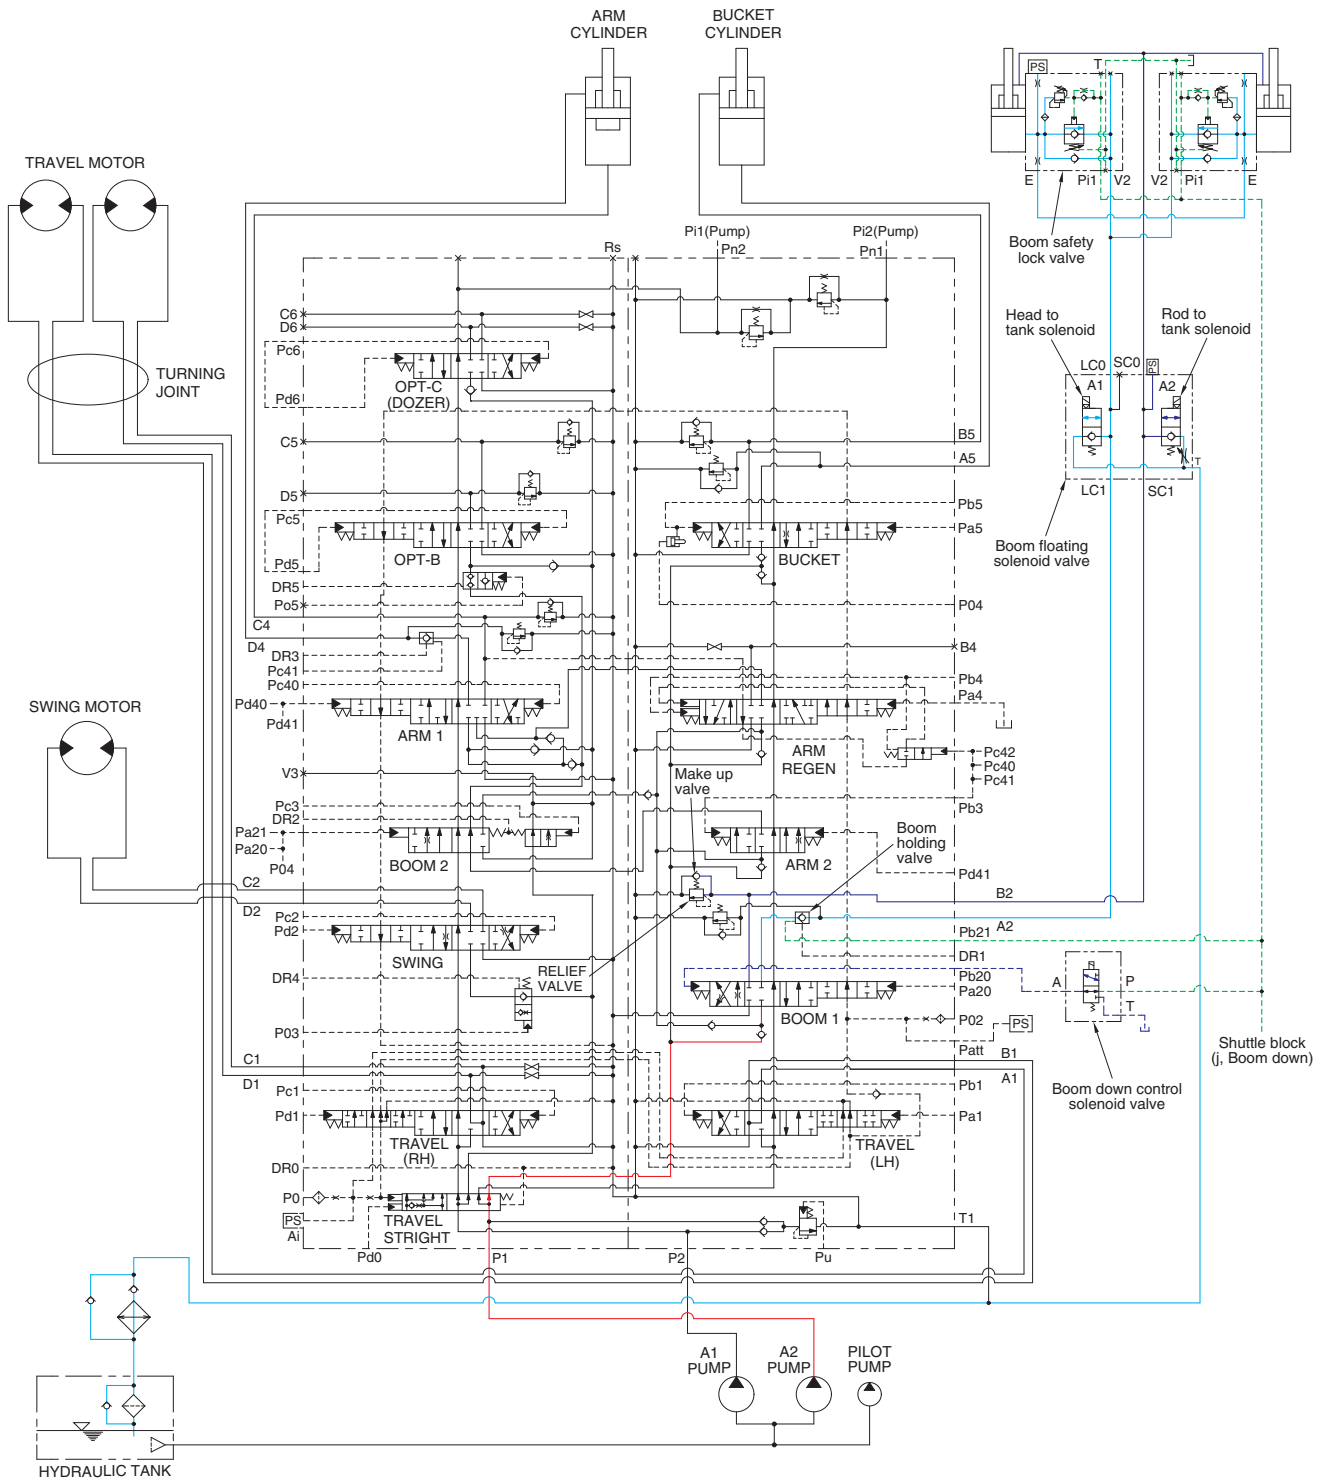 ARM
CYLINDER
BUCKET
CYLINDER
PS
T
TRAVEL MOTOR
E
Pi1
V2
V2
Pi1
E
Pi1(Pump)
Pn2
Pi2(Pump)
Pn1
Rs
Boom safety
lock valve
C6
D6
Head to
tank solenoid
Rod to
tank solenoid
Pc6
TURNING
JOINT
OPT-C
(DOZER)
Pd6
LC0
SC0
PS
A1
A2
C5
B5
A5
T
D5
LC1
SC1
Pc5
Pb5
Pa5
OPT-B
BUCKET
Boom floating
solenoid valve
Pd5
DR5
Po5
P04
C4
D4
B4
DR3
Pc41
Pc40
Pb4
Pa4
Pd40
Pd41
SWING MOTOR
ARM 1
ARM
REGEN
Pc42
Pc40
Pc41
V3
Make up
valve
Pc3
DR2
Pb3
Pa21
Pa20
P04
BOOM 2
ARM 2
Boom
holding
valve
Pd41
C2
D2
B2
A2
Pc2
Pd2
Pb21
SWING
DR1
RELIEF
VALVE
DR4
Pb20
Pa20
A
P
T
BOOM 1
P03
P02
PS
Patt
Shuttle block
(j, Boom down)
C1
D1
B1
A1
Pc1
Pd1
Pb1
Pa1
Boom down control
solenoid valve
TRAVEL
(RH)
TRAVEL
(LH)
DR0
P0
PS
Ai
TRAVEL
STRIGHT
T1
Pd0
P1
P2
Pu
A1
PUMP
A2
PUMP
PILOT
PUMP
HYDRAULIC TANK